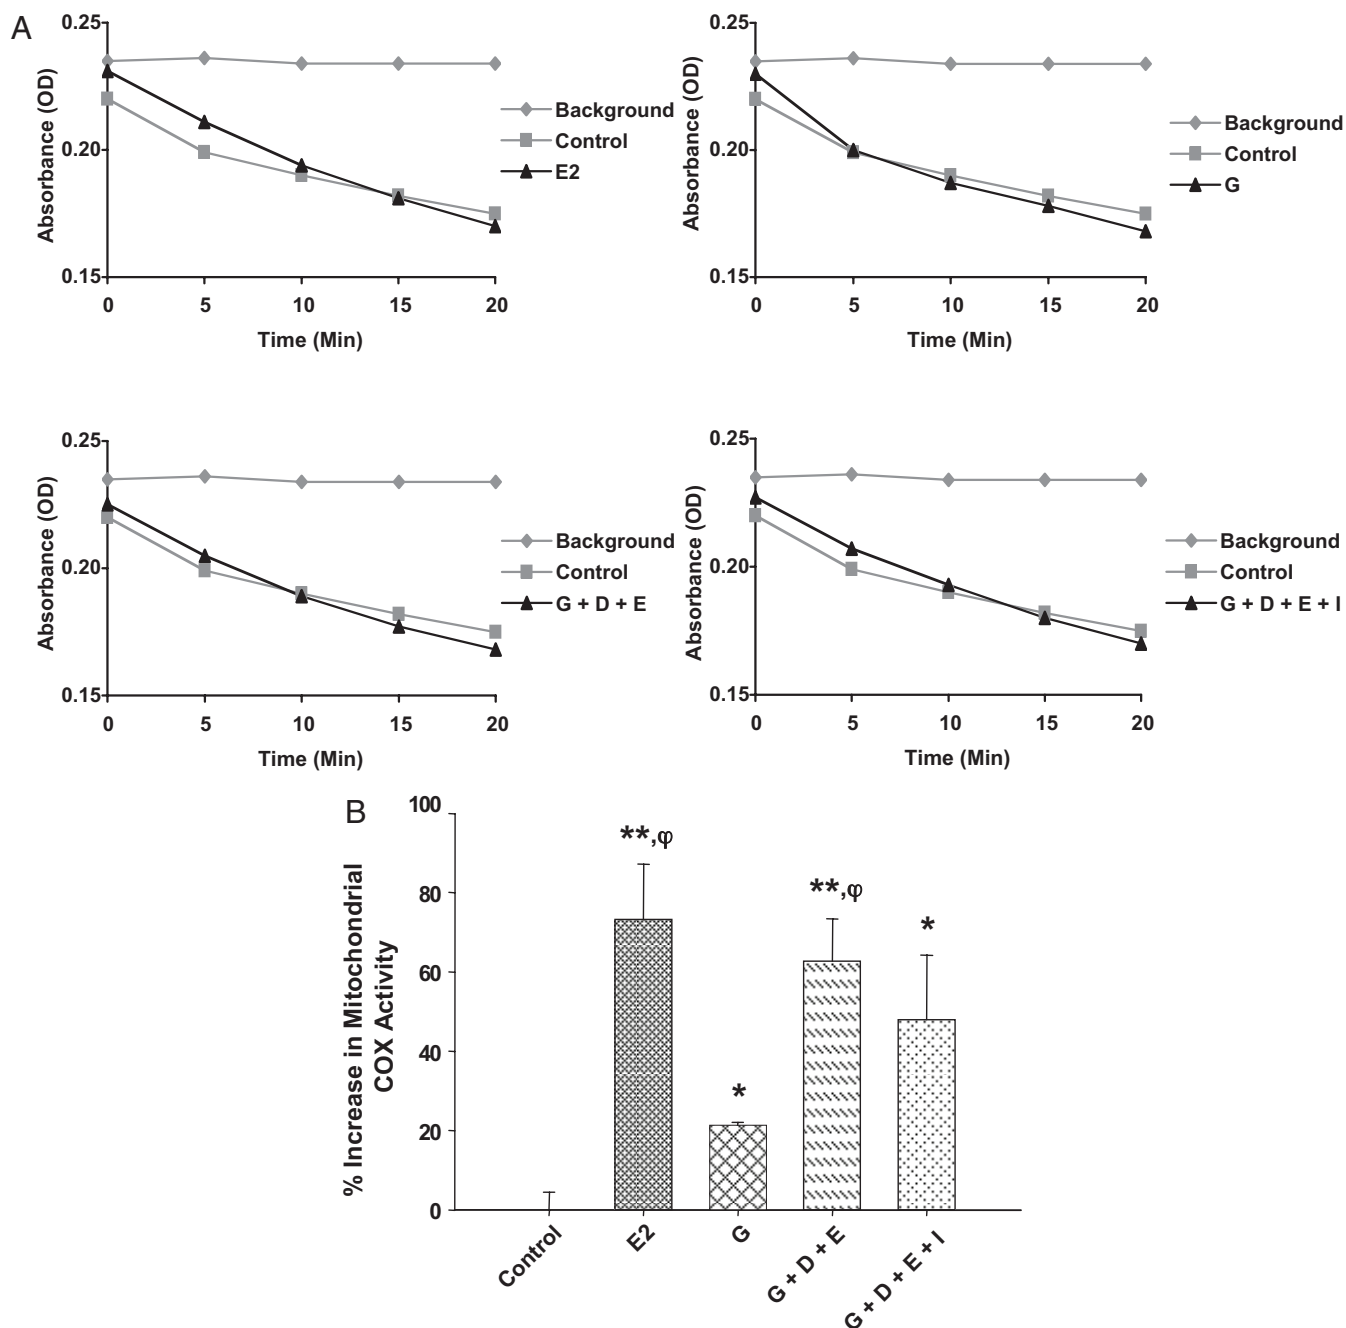 A
0.25
0.20
0.15
Absorbance (OD)
0 5 10 15 20
Time (Min)
Background
Control
E2
0.25
0.20
0.15
Absorbance (OD)
0 5 10 15 20
Time (Min)
Background
Control
G
0.25
0.20
0.15
Absorbance (OD)
0 5 10 15 20
Time (Min)
Background
Control
G + D + E
0.25
0.20
0.15
Absorbance (OD)
0 5 10 15 20
Time (Min)
Background
Control
G + D + E + I
B
% Increase in Mitochondrial
COX Activity
100
80
60
40
20
0
**,φ
*
**,φ
*
Control
E2
G
G + D + E
G + D + E + I